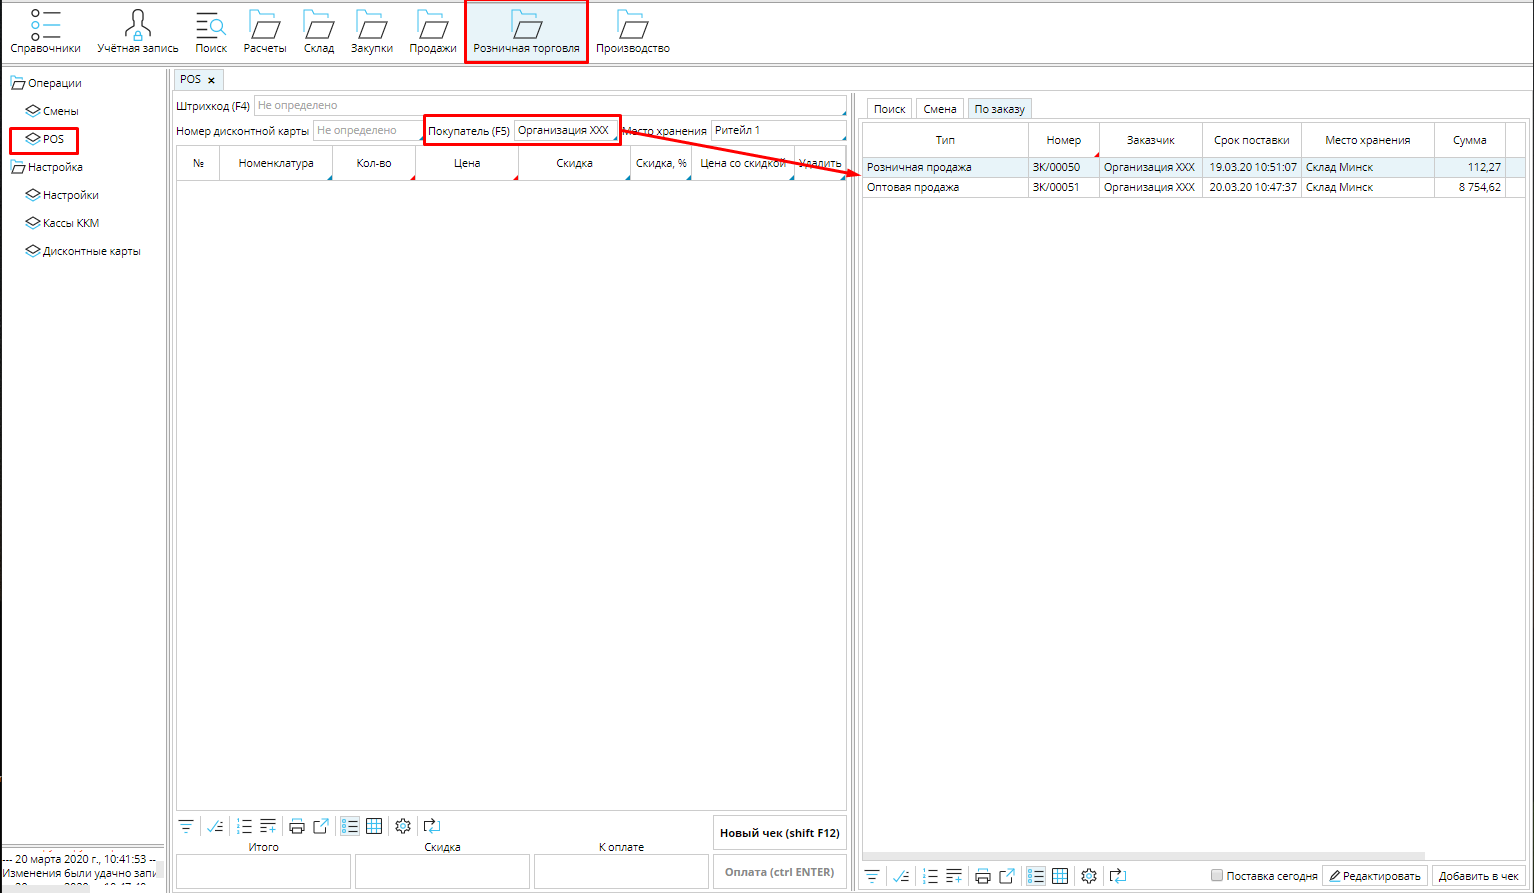 Справочники Учётная запись Поиск Расчеты Склад Закупки Продажи Розничная торговля Производство
Операции
Смены
POS
Настройка
Настройки
Кассы ККМ
Дисконтные карты
--- 20 марта 2020 г., 10:41:53 --
Изменения были удачно запи
POS
Штрихкод (F4) Не определено
Номер дисконтной карты Не определено Покупатель (F5) Организация XXX Место хранения Ритейл 1
№ Номенклатура Кол-во Цена Скидка Скидка, % Цена со скидкой Удалить
Новый чек (shift F12)
Итого Скидка К оплате
Оплата (ctrl ENTER)
Поиск Смена По заказу
Тип Номер Заказчик Срок поставки Место хранения Сумма
Розничная продажа ЗК/00050 Организация XXX 19.03.20 10:51:07 Склад Минск 112,27
Оптовая продажа ЗК/00051 Организация XXX 20.03.20 10:47:37 Склад Минск 8 754,62
Поставка сегодня Редактировать Добавить в чек